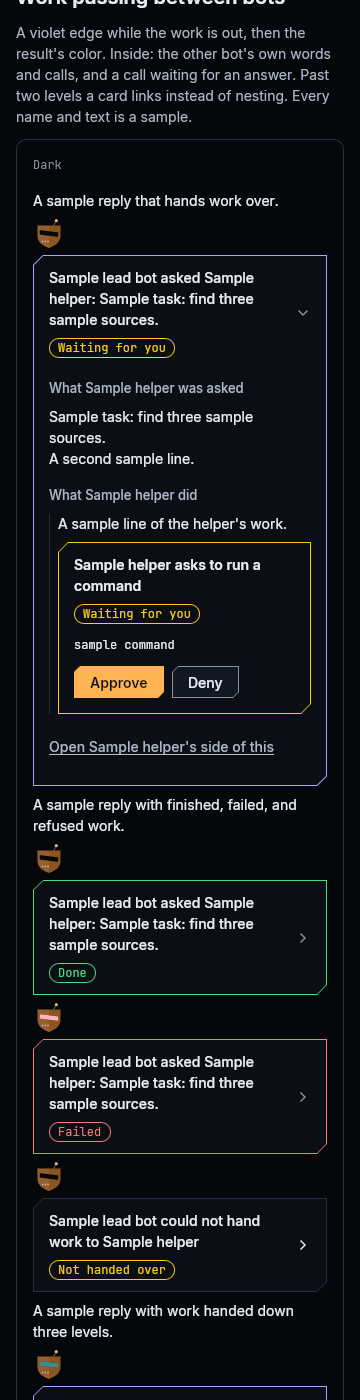 Work passing between bots
A violet edge while the work is out, then the
result's color. Inside: the other bot's own words
and calls, and a call waiting for an answer. Past
two levels a card links instead of nesting. Every
name and text is a sample.
Dark
A sample reply that hands work over.
Sample lead bot asked Sample
helper: Sample task: find three
sample sources.
Waiting for you
What Sample helper was asked
Sample task: find three sample
sources.
A second sample line.
What Sample helper did
A sample line of the helper's work.
Sample helper asks to run a
command
Waiting for you
sample command
Approve
Deny
Open Sample helper's side of this
A sample reply with finished, failed, and
refused work.
Sample lead bot asked Sample
helper: Sample task: find three
sample sources.
Done
Sample lead bot asked Sample
helper: Sample task: find three
sample sources.
Failed
Sample lead bot could not hand
work to Sample helper
Not handed over
A sample reply with work handed down
three levels.